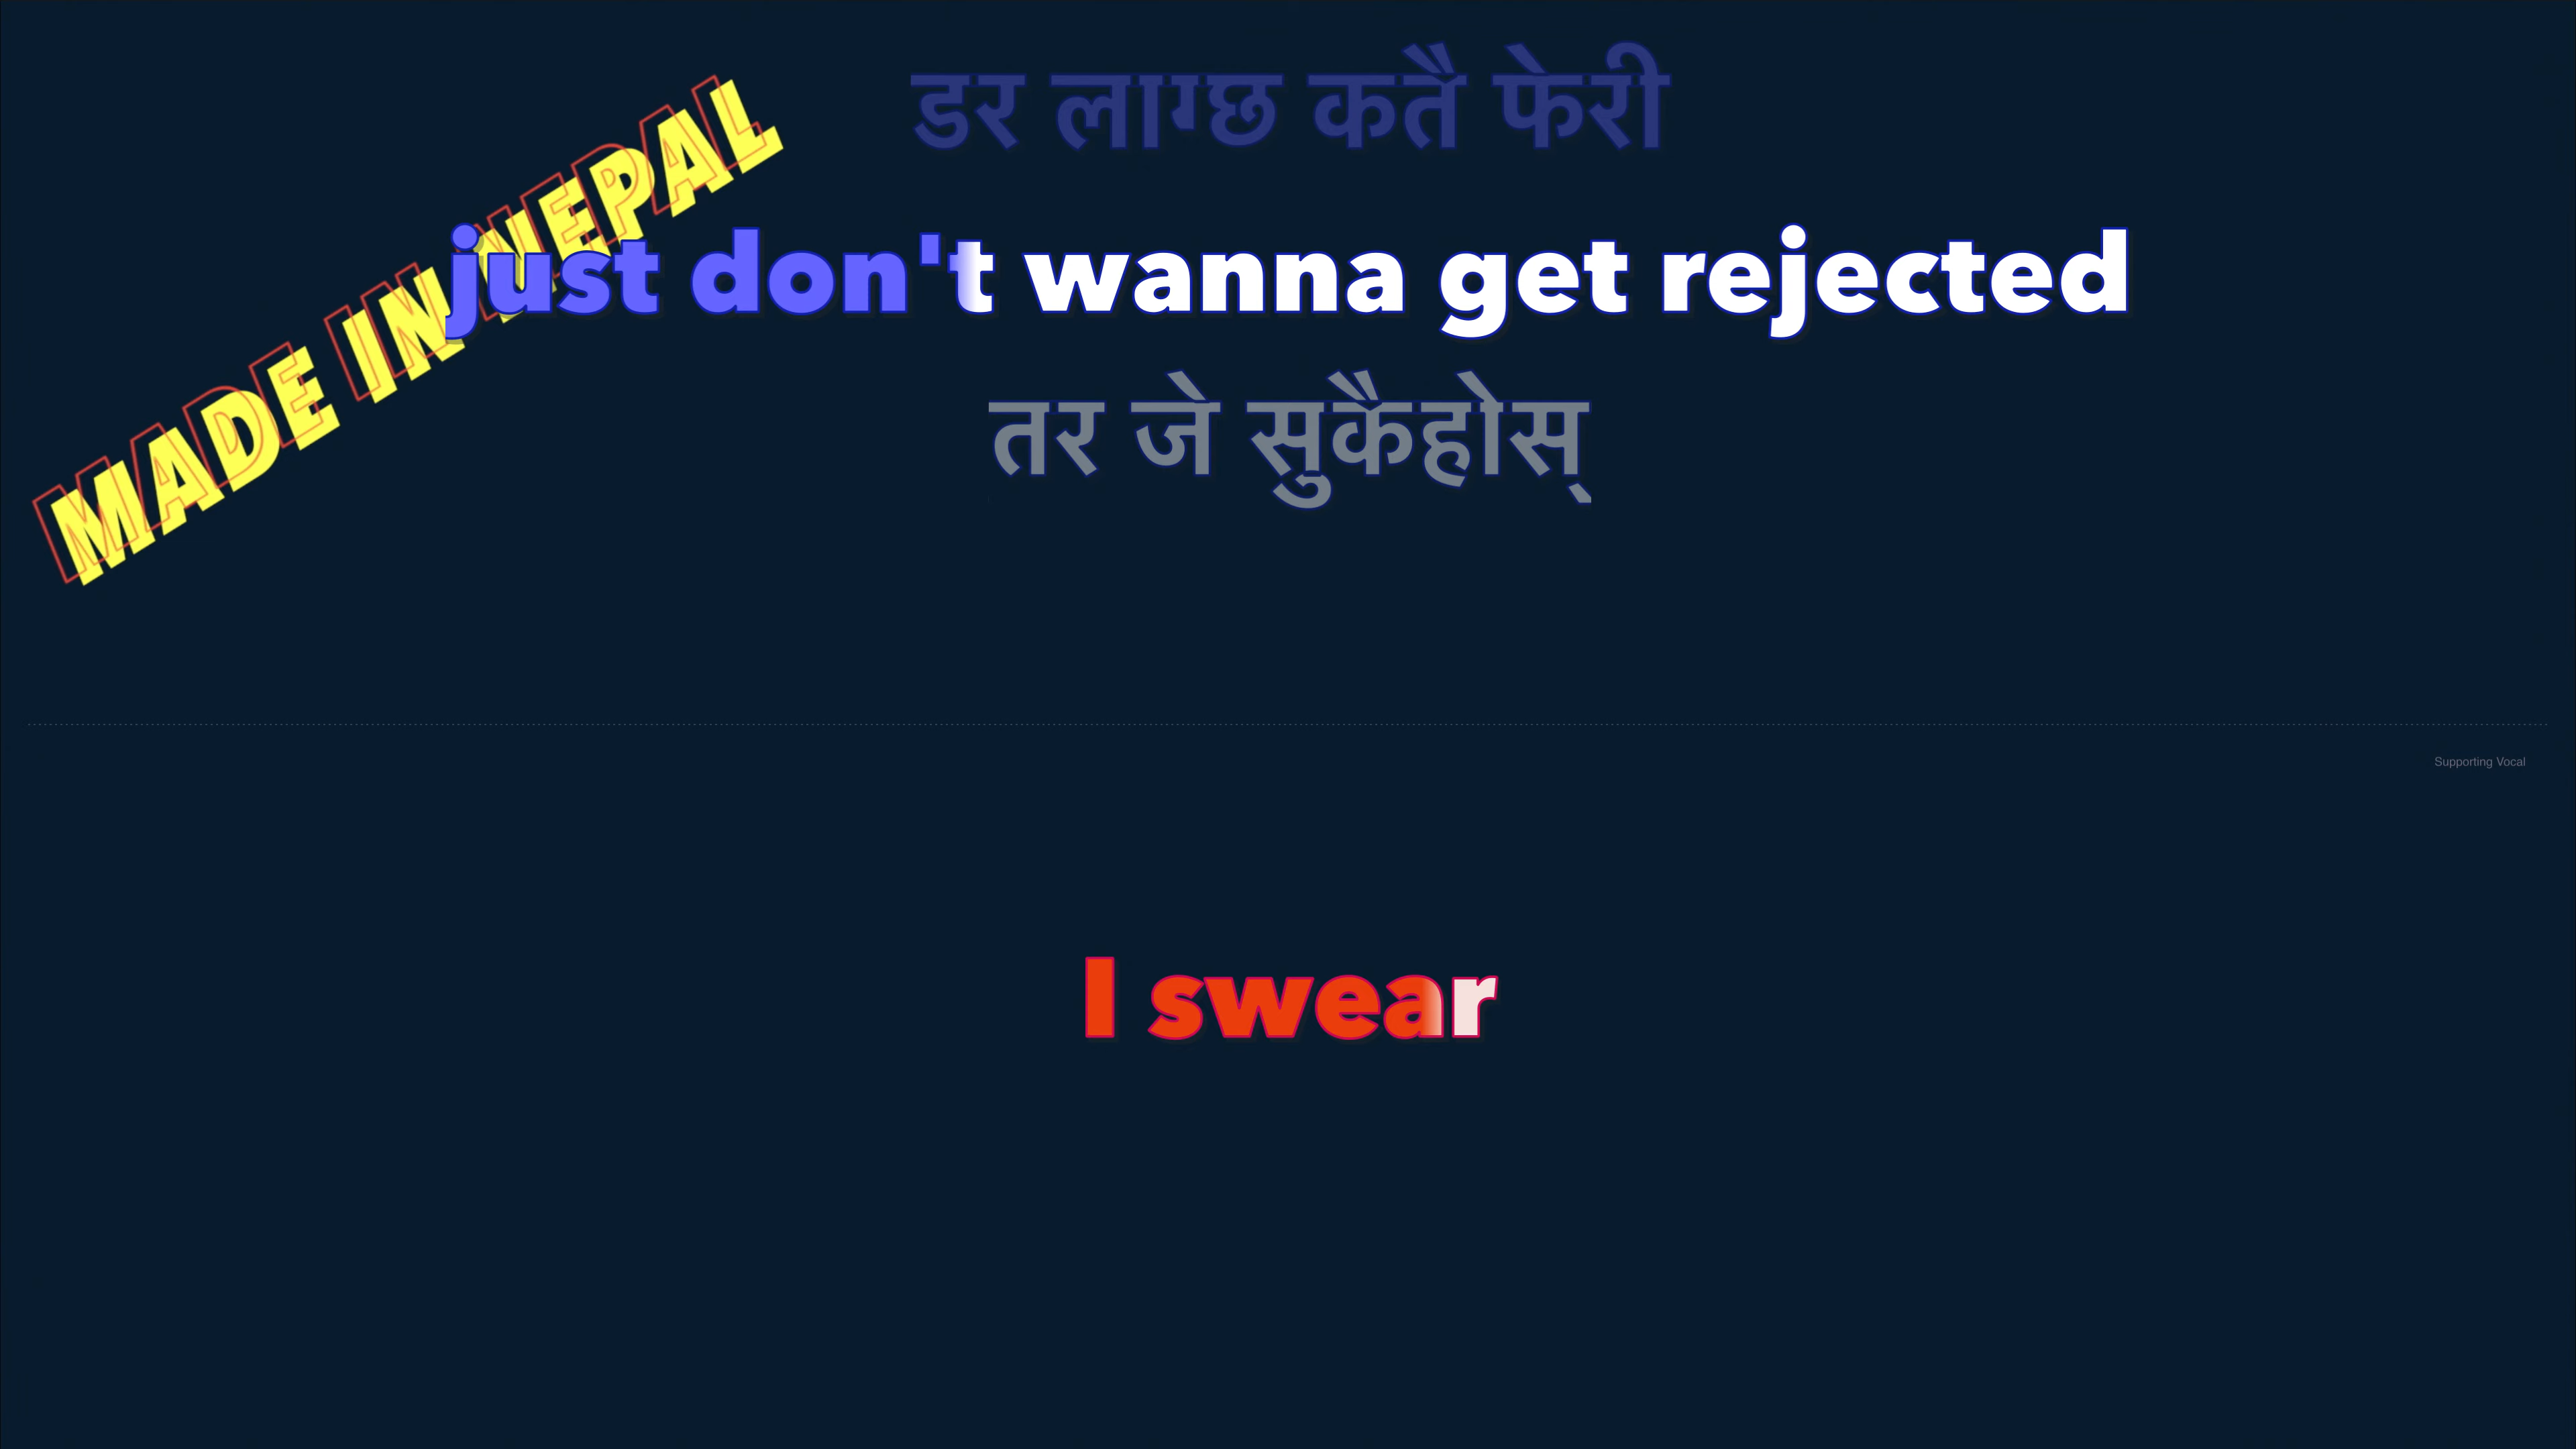 डर लाग्छ कतै फेरी
MADE IN NEPAL
just don't wanna get rejected
तर जे सुकैहोस्
Supporting Vocal
I swear